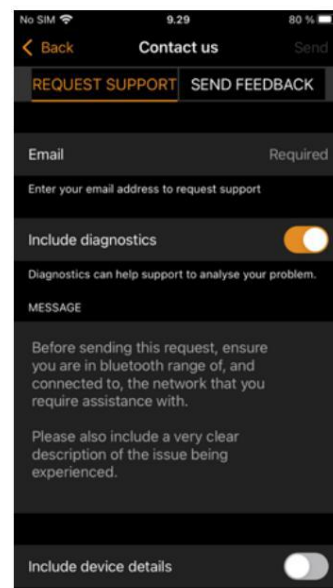 No SIM 9.29 80 %
Back Contact us Send
REQUEST SUPPORT SEND FEEDBACK
Email Required
Enter your email address to request support
Include diagnostics
Diagnostics can help support to analyse your problem.
MESSAGE
Before sending this request, ensure
you are in bluetooth range of, and
connected to, the network that you
require assistance with.
Please also include a very clear
description of the issue being
experienced.
Include device details